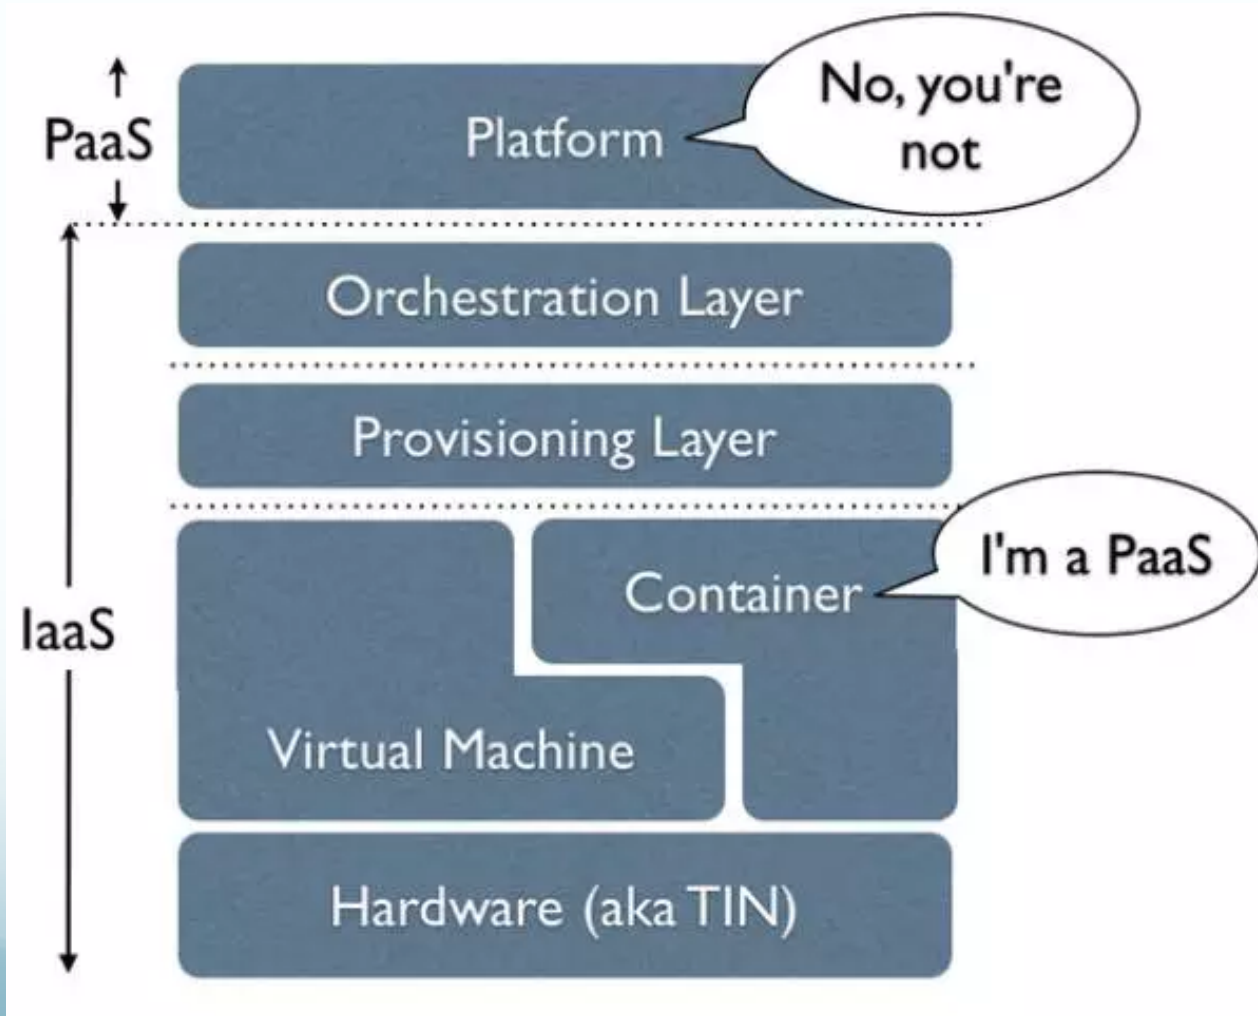 No, you're
not
PaaS
Platform
Orchestration Layer
Provisioning Layer
I'm a PaaS
Container
IaaS
Virtual Machine
Hardware (aka TIN)